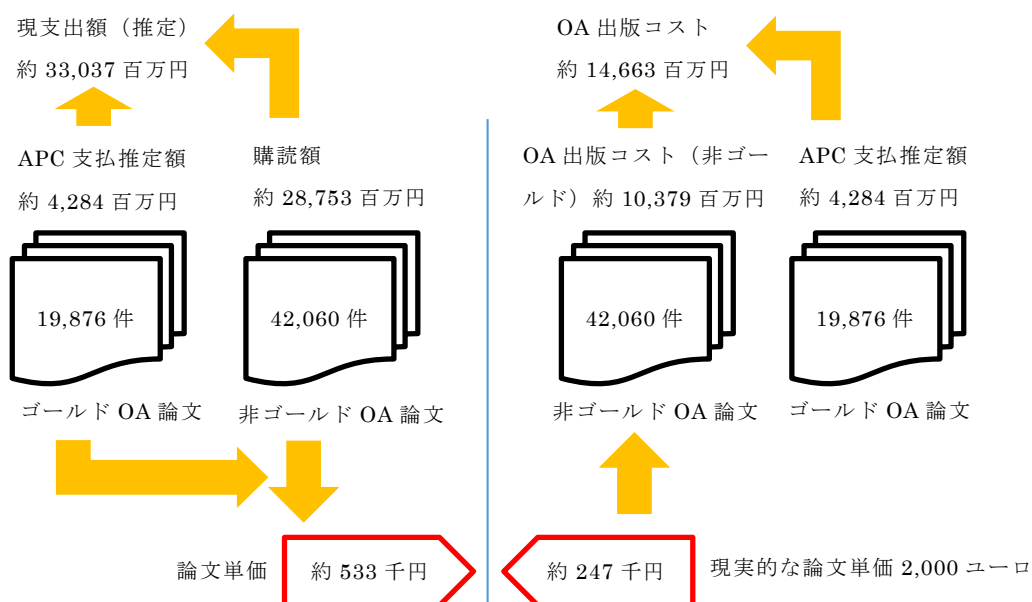 現支出額（推定）
約 33,037 百万円
APC 支払推定額
約 4,284 百万円
購読額
約 28,753 百万円
19,876 件
42,060 件
ゴールド OA 論文
非ゴールド OA 論文
論文単価
約 533 千円
OA 出版コスト
約 14,663 百万円
OA 出版コスト（非ゴー
ルド）約 10,379 百万円
APC 支払推定額
約 4,284 百万円
42,060 件
19,876 件
非ゴールド OA 論文
ゴールド OA 論文
約 247 千円
現実的な論文単価 2,000 ユーロ